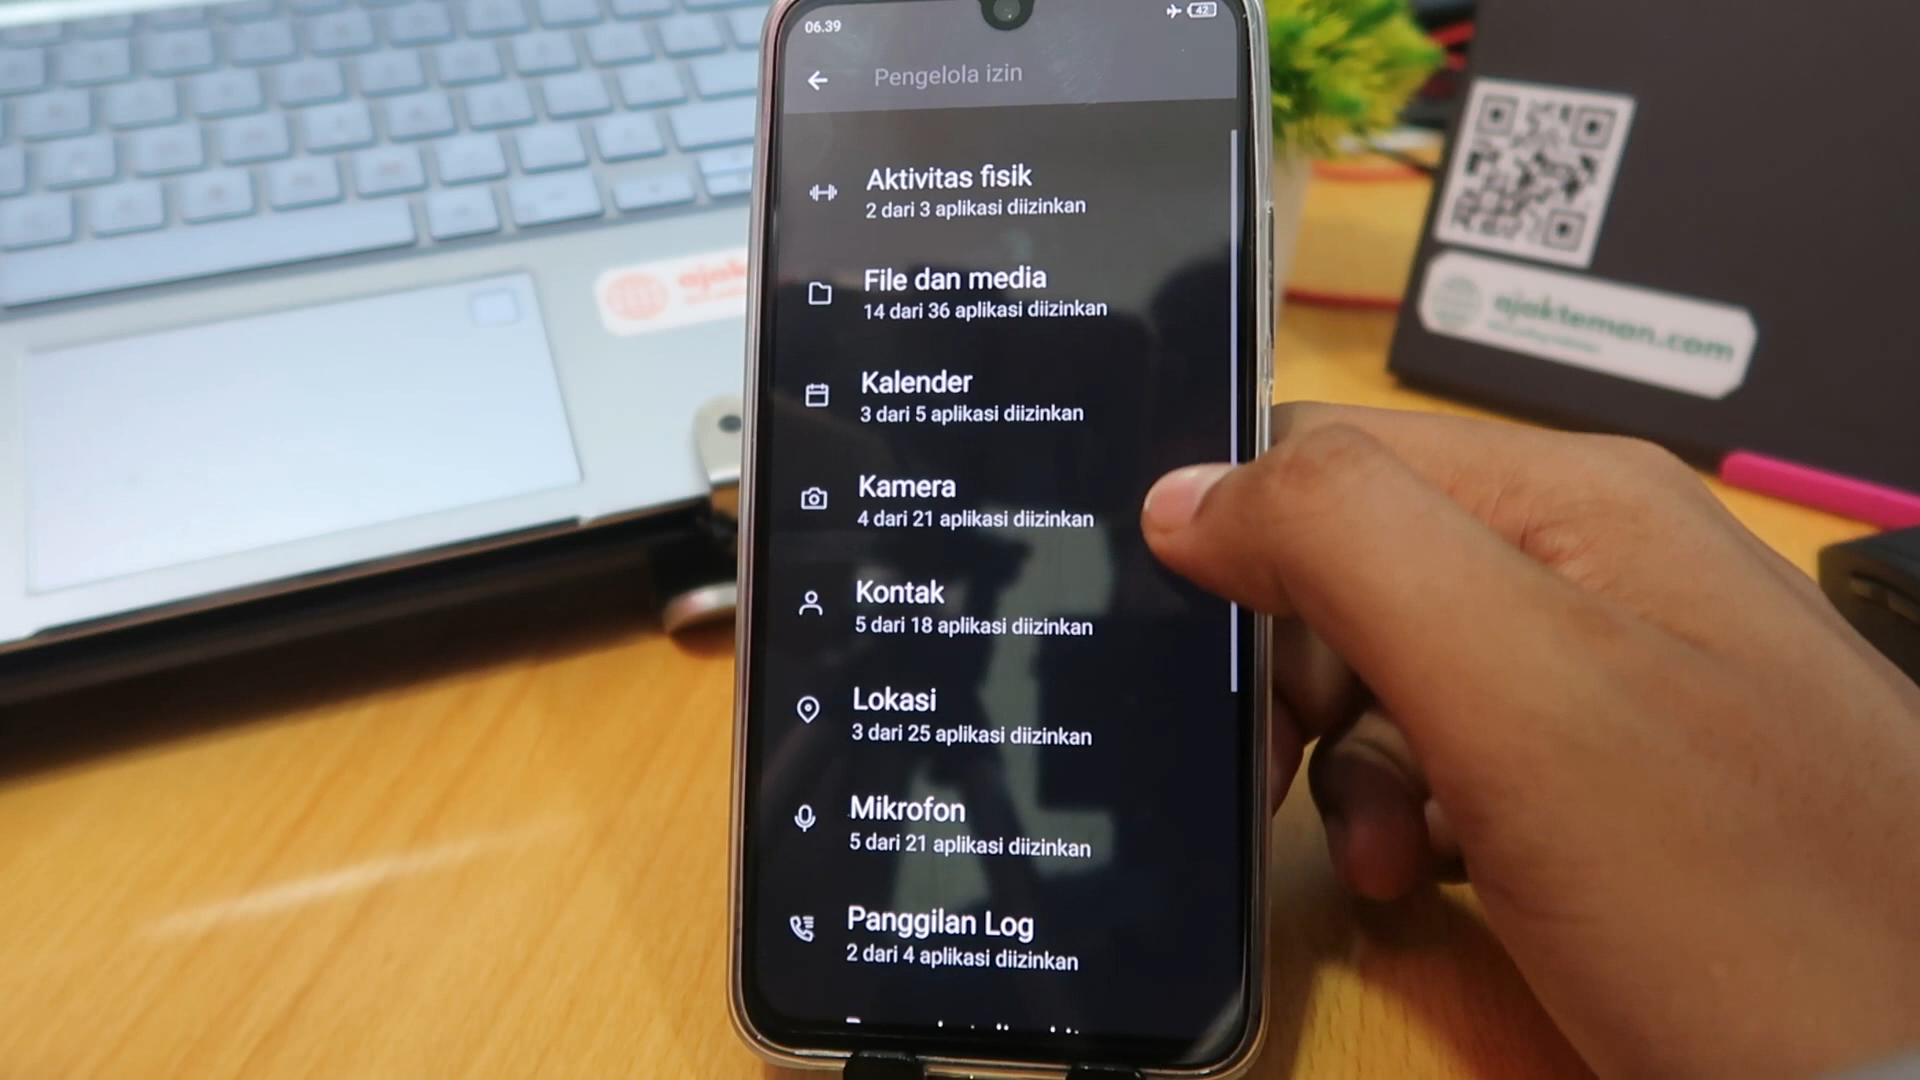 06.39
42
Pengelola izin
Aktivitas fisik
2 dari 3 aplikasi diizinkan
File dan media
14 dari 36 aplikasi diizinkan
Kalender
3 dari 5 aplikasi diizinkan
Kamera
4 dari 21 aplikasi diizinkan
Kontak
5 dari 18 aplikasi diizinkan
Lokasi
3 dari 25 aplikasi diizinkan
Mikrofon
5 dari 21 aplikasi diizinkan
Panggilan Log
2 dari 4 aplikasi diizinkan
ajakteman.com